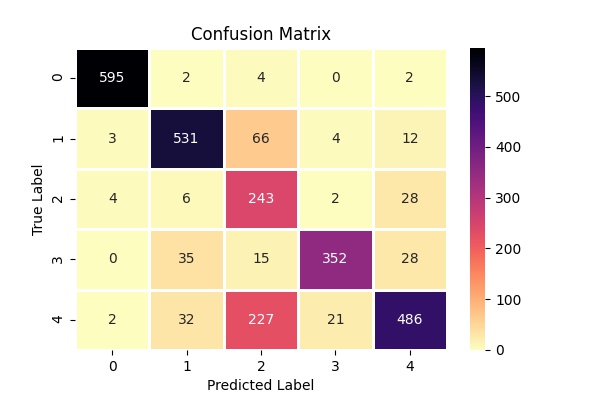 Confusion Matrix
True Label
0 595 2 4 0 2
1 3 531 66 4 12
2 4 6 243 2 28
3 0 35 15 352 28
4 2 32 227 21 486
0 1 2 3 4
Predicted Label
500
400
300
200
100
0